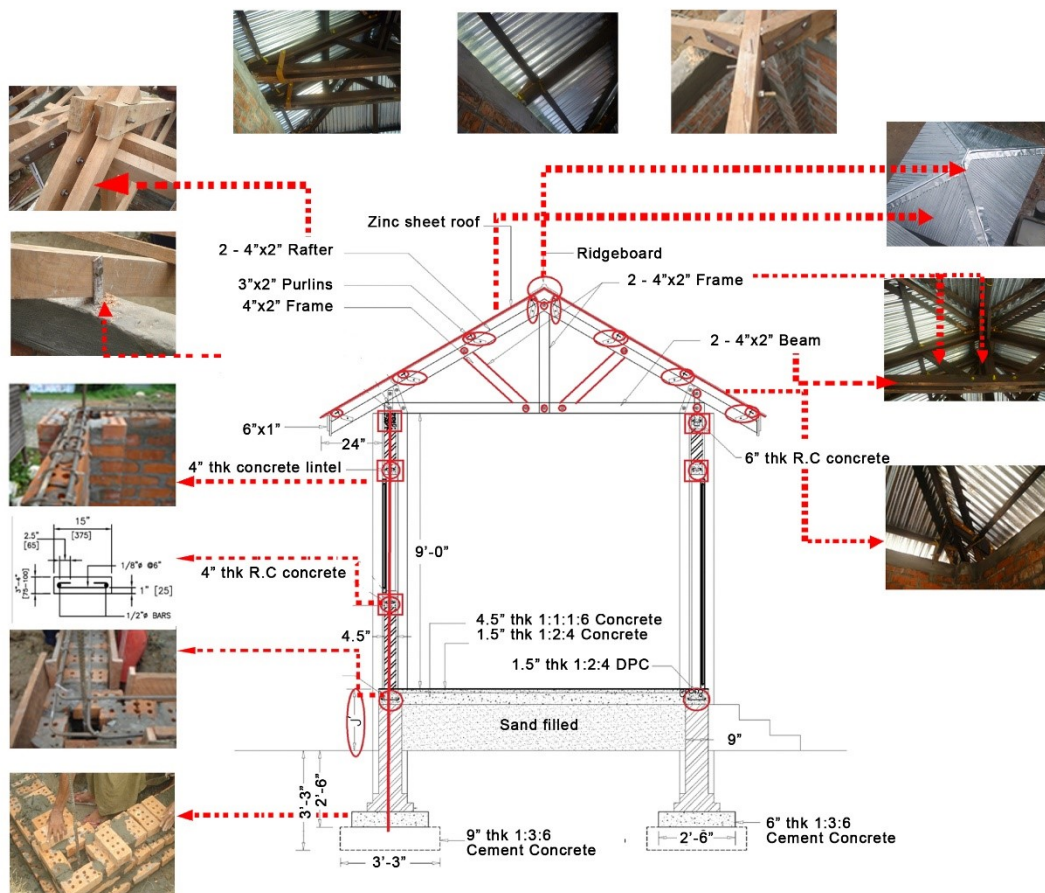 Zinc sheet roof
2 - 4”x2” Rafter
Ridgeboard
3”x2” Purlins
2 - 4”x2” Frame
4”x2” Frame
2 - 4”x2” Beam
6”x1”
24”
4” thk concrete lintel
6” thk R.C concrete
15”
[375]
2.5”
[65]
1/8”ø @6”
3”-4”
[75-100]
1” [25]
1/2”ø BARS
9’-0”
4” thk R.C concrete
4.5”
4.5” thk 1:1:1:6 Concrete
1.5” thk 1:2:4 Concrete
1.5” thk 1:2:4 DPC
Sand filled
9”
3’-3”
2’-6”
9” thk 1:3:6
Cement Concrete
3’-3”
2’-6”
6” thk 1:3:6
Cement Concrete